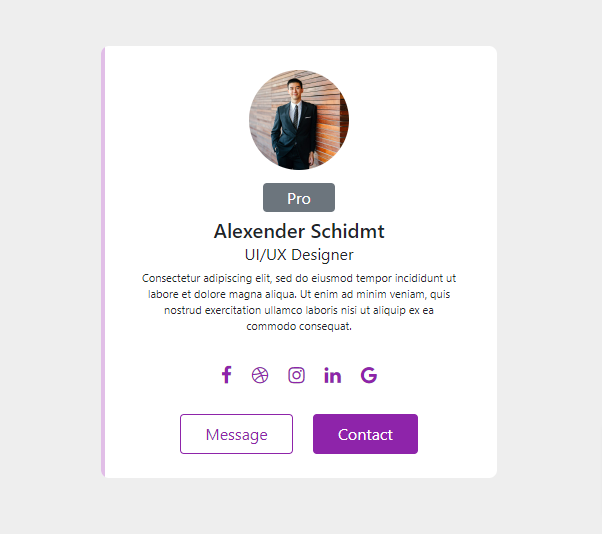 Pro
Alexender Schidmt
UI/UX Designer
Consectetur adipiscing elit, sed do eiusmod tempor incididunt ut
labore et dolore magna aliqua. Ut enim ad minim veniam, quis
nostrud exercitation ullamco laboris nisi ut aliquip ex ea
commodo consequat.
Message
Contact